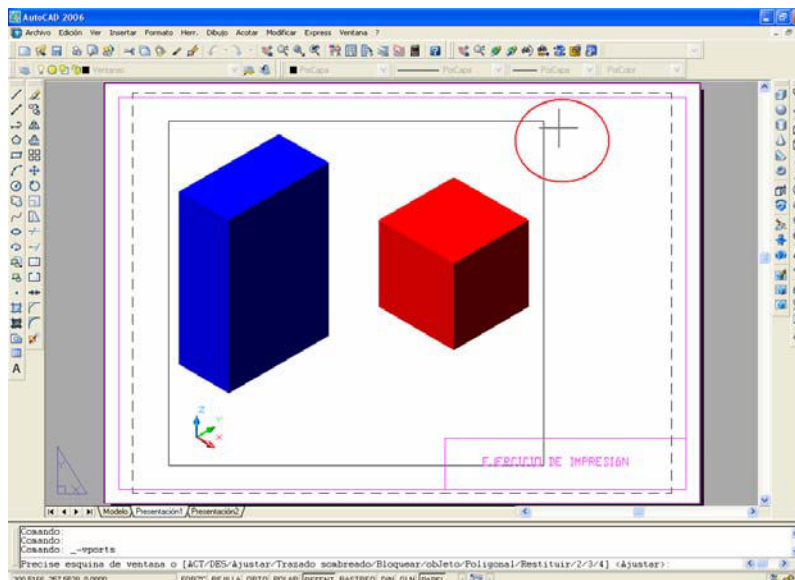 AutoCAD 2006
Archivo Edición Ver Insertar Formato Herr. Dibujo Acotar Modificar Express Ventana ?
Ventanas PorCapa PorCapa PorCapa PorColor
Z
Y
X
EJERCICIO DE IMPRESIÓN
Modelo Presentación1 Presentación2
Comando:
Comando:
Comando: _-vports
Precise esquina de ventana o [ACT/DES/Ajustar/Trazado sombreado/Bloquear/obJeto/Poligonal/Restituir/2/3/4] <Ajustar>:
FORZC REJILLA ORTO POLAR REFENT RASTREO DIN GLN PAPEL